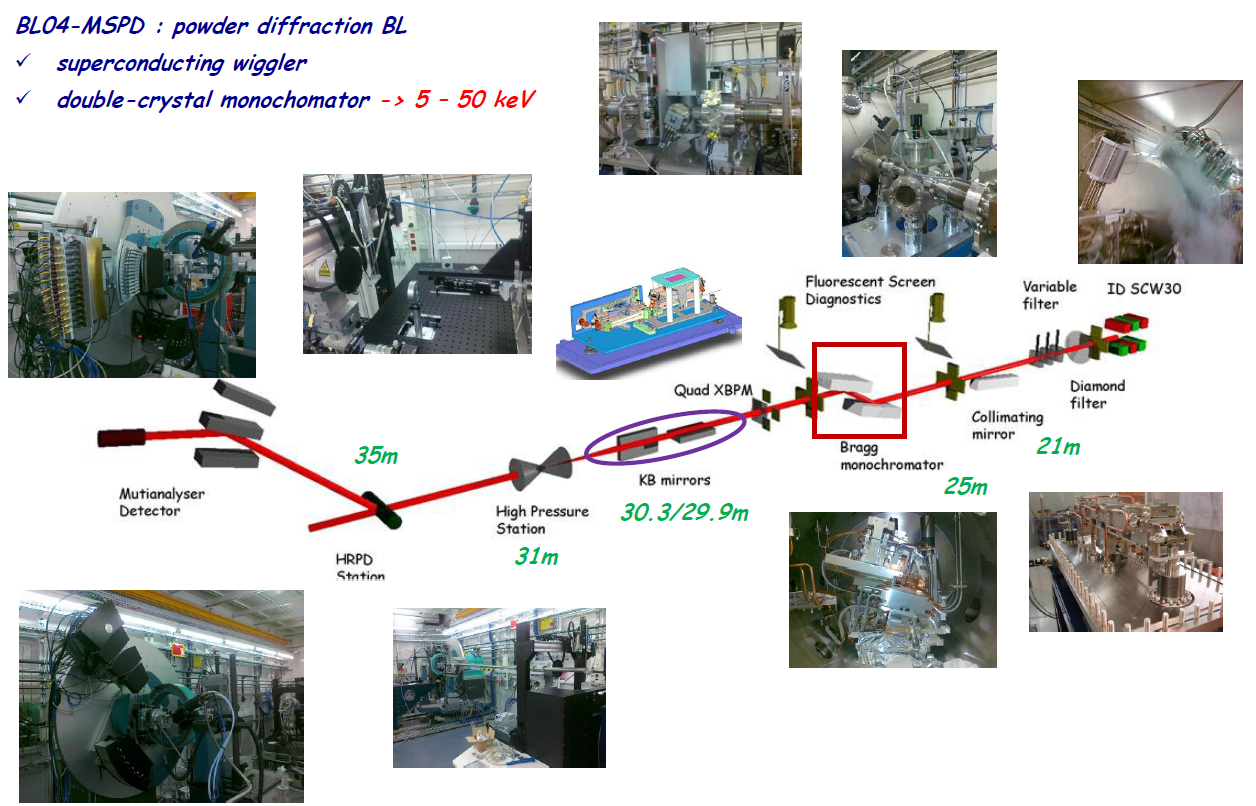 BL04-MSPD : powder diffraction BL
✓ superconducting wiggler
✓ double-crystal monochomator -> 5 – 50 keV
Fluorescent Screen
Diagnostics
Variable
filter
ID SCW30
Quad XBPM
Diamond
filter
Collimating
mirror
21m
Bragg
monochromator
25m
KB mirrors
30.3/29.9m
35m
High Pressure
Station
31m
Mutianalyser
Detector
HRPD
Station